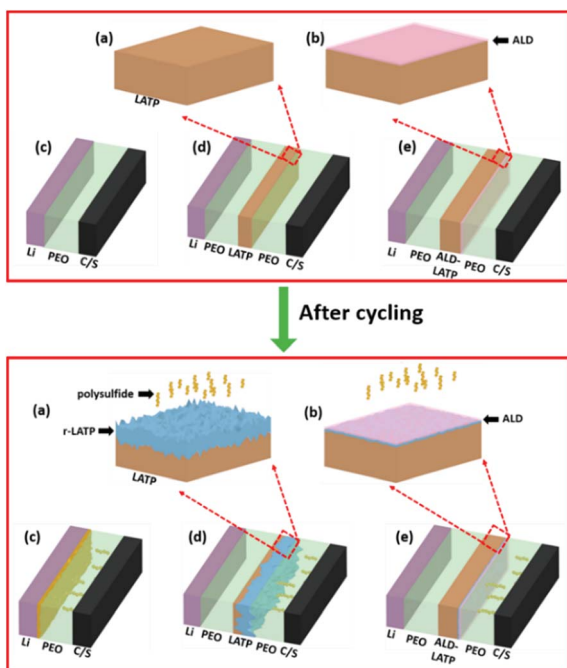 (a)
(b)
ALD
LATP
(c)
(d)
(e)
Li PEO C/S
Li PEO LATP PEO C/S
Li PEO ALD-LATP PEO C/S
After cycling
polysulfide
(a)
(b)
r-LATP
ALD
LATP
(c)
(d)
(e)
Li PEO C/S
Li PEO LATP PEO C/S
Li PEO ALD-LATP PEO C/S